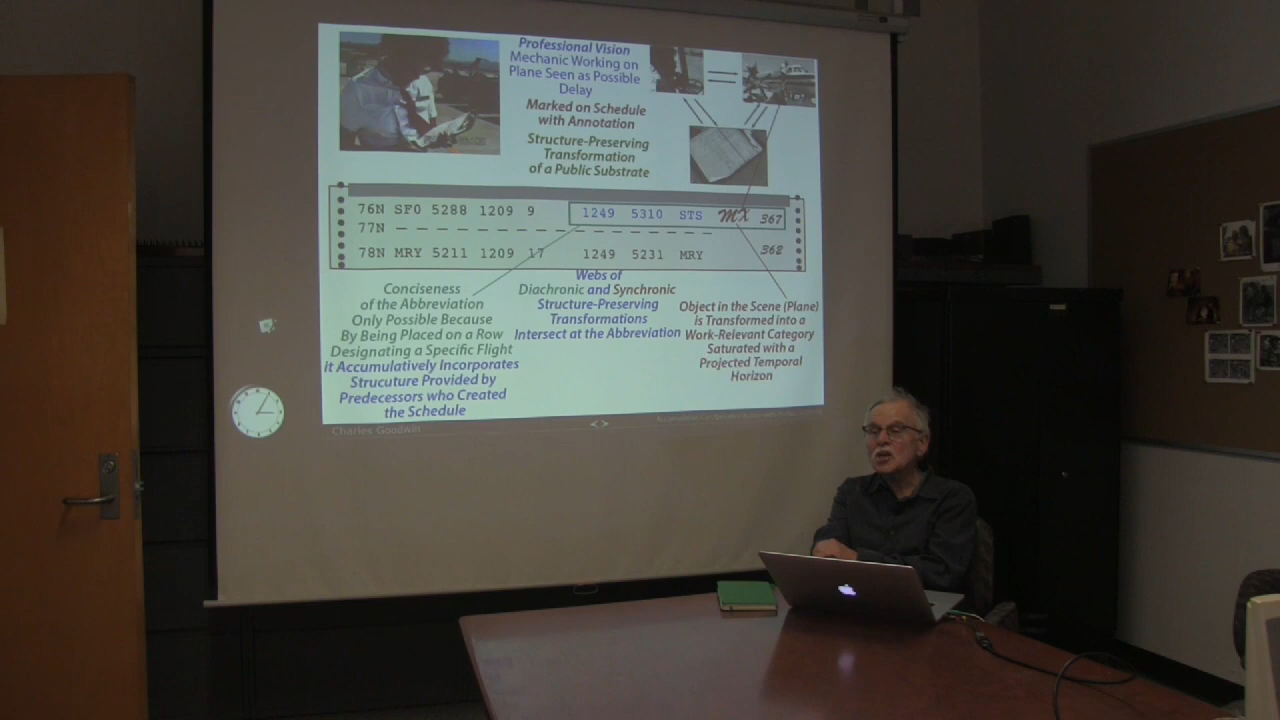 Professional Vision
Mechanic Working on
Plane Seen as Possible
Delay
Marked on Schedule
with Annotation
Structure-Preserving
Transformation
of a Public Substrate
76N SFO 5288 1209 9 1249 5310 STS MX 367
77N
78N MRY 5211 1209 17 1249 5231 MRY 362
Conciseness
of the Abbreviation
Only Possible Because
By Being Placed on a Row
Designating a Specific Flight
it Accumulatively Incorporates
Strucuture Provided by
Predecessors who Created
the Schedule
Webs of
Diachronic and Synchronic
Structure-Preserving
Transformations
Intersect at the Abbreviation
Object in the Scene (Plane)
is Transformed into a
Work-Relevant Category
Saturated with a
Projected Temporal
Horizon
Charles Goodwin